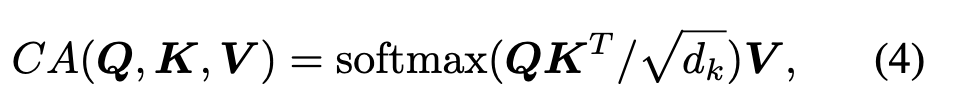 CA(Q, K, V) = softmax(QK^T/√d_k)V, (4)